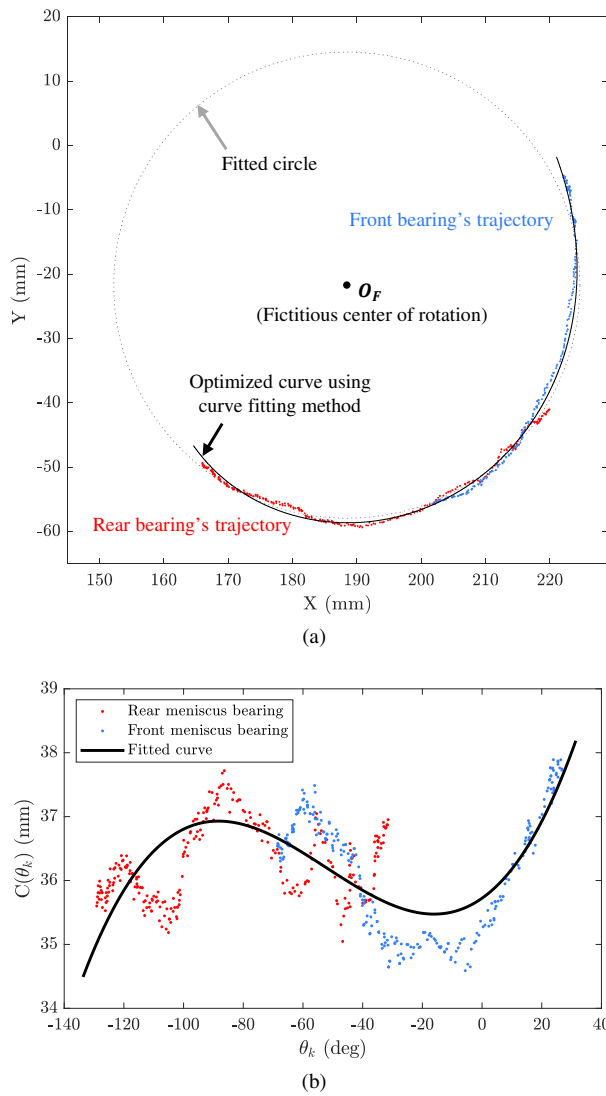 20
10
0
-10
-20
-30
-40
-50
-60
Y (mm)
Fitted circle
Front bearing's trajectory
O_F
(Fictitious center of rotation)
Optimized curve using
curve fitting method
Rear bearing's trajectory
150 160 170 180 190 200 210 220
X (mm)
(a)
39
38
37
36
35
34
C(θ_k) (mm)
Rear meniscus bearing
Front meniscus bearing
Fitted curve
-140 -120 -100 -80 -60 -40 -20 0 20 40
θ_k (deg)
(b)